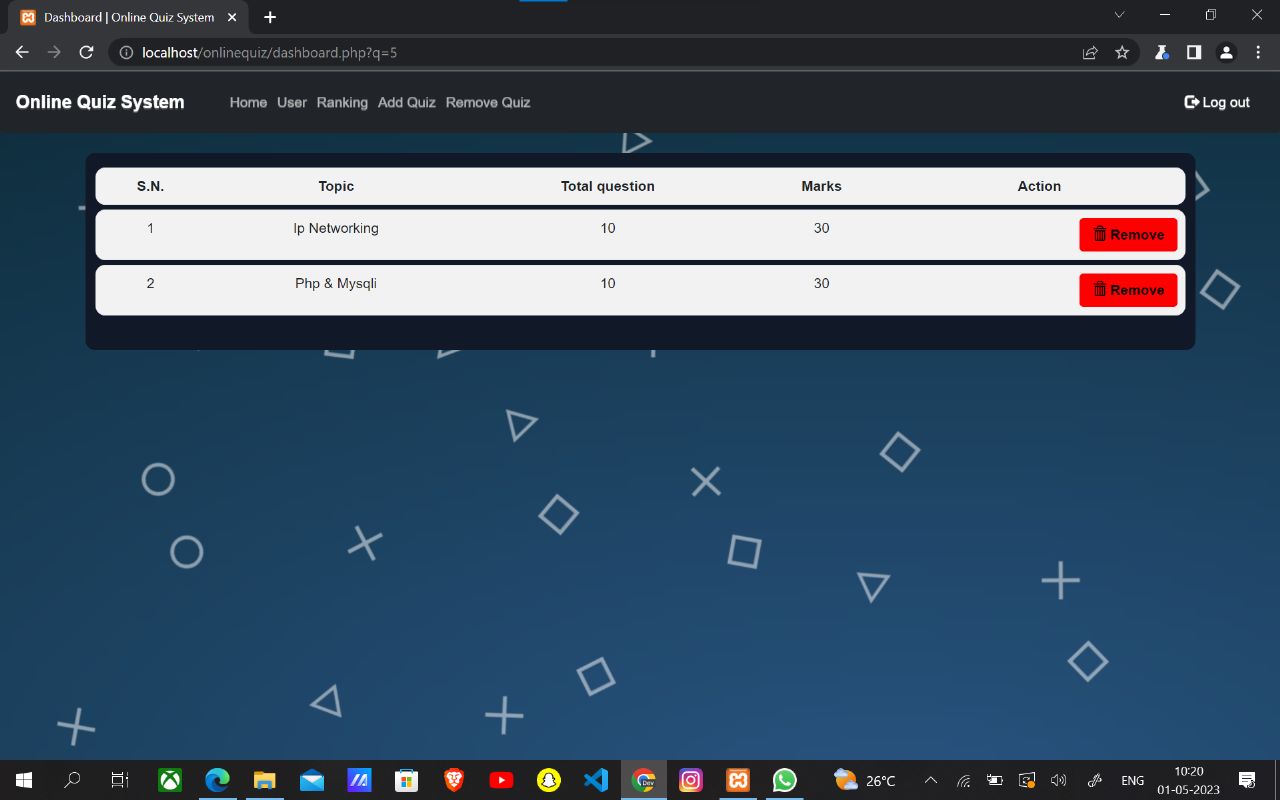 Dashboard | Online Quiz System
localhost/onlinequiz/dashboard.php?q=5
Online Quiz System Home User Ranking Add Quiz Remove Quiz Log out
S.N. Topic Total question Marks Action
1 Ip Networking 10 30 Remove
2 Php & Mysqli 10 30 Remove
Dev
26°C ENG 10:20
01-05-2023